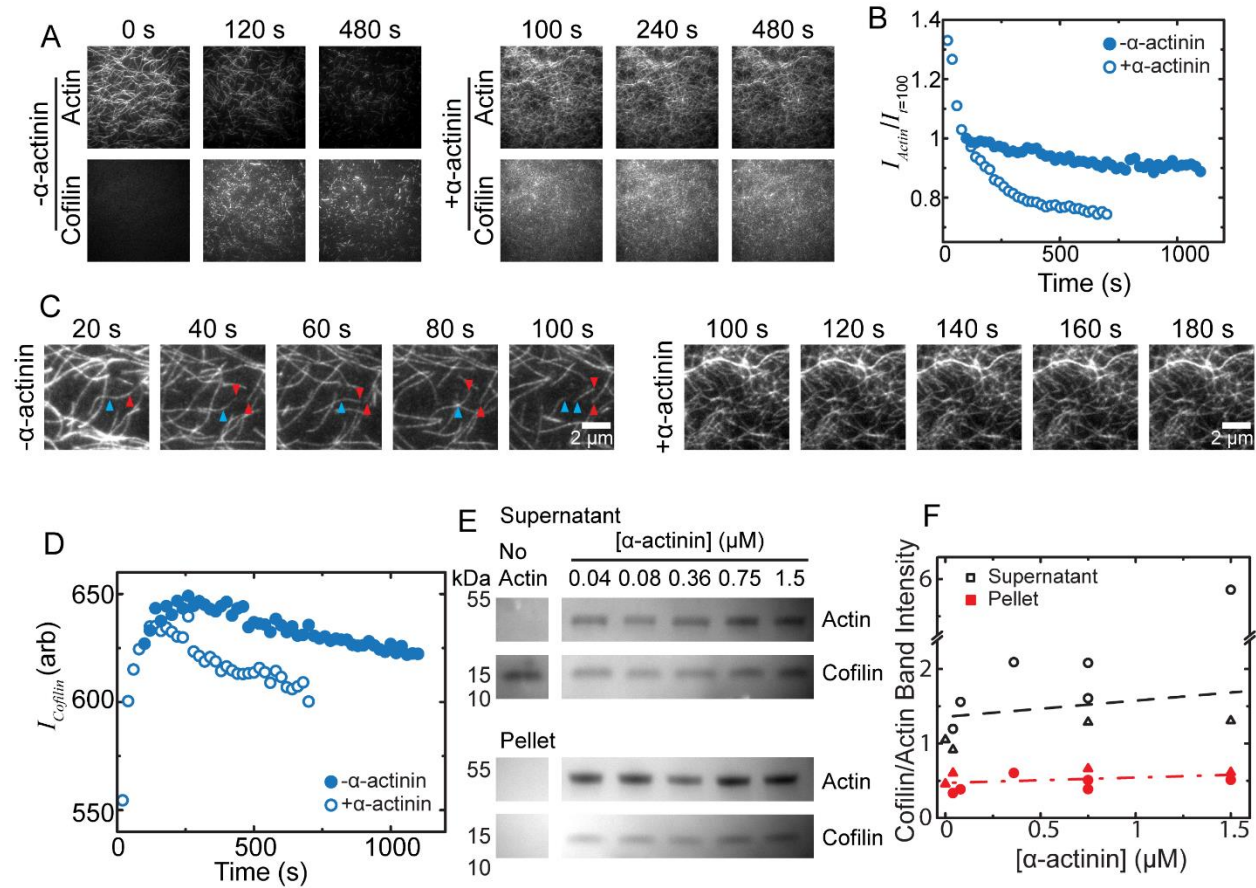 A
0 s 120 s 480 s
-α-actinin
Actin
Cofilin
100 s 240 s 480 s
+α-actinin
Actin
Cofilin
B
I_Actin/I_t=100
1.4
1.2
1
0.8
-α-actinin
+α-actinin
0 500 1000
Time (s)
C
20 s 40 s 60 s 80 s 100 s
-α-actinin
2 µm
100 s 120 s 140 s 160 s 180 s
+α-actinin
2 µm
D
I_Cofilin (arb)
650
600
550
-α-actinin
+α-actinin
0 500 1000
Time (s)
E
Supernatant
[α-actinin] (µM)
No
kDa Actin 0.04 0.08 0.36 0.75 1.5
55
Actin
15
Cofilin
10
Pellet
55
Actin
15
Cofilin
10
F
Cofilin/Actin Band Intensity
6
2
1
0
Supernatant
Pellet
0 0.5 1 1.5
[α-actinin] (µM)